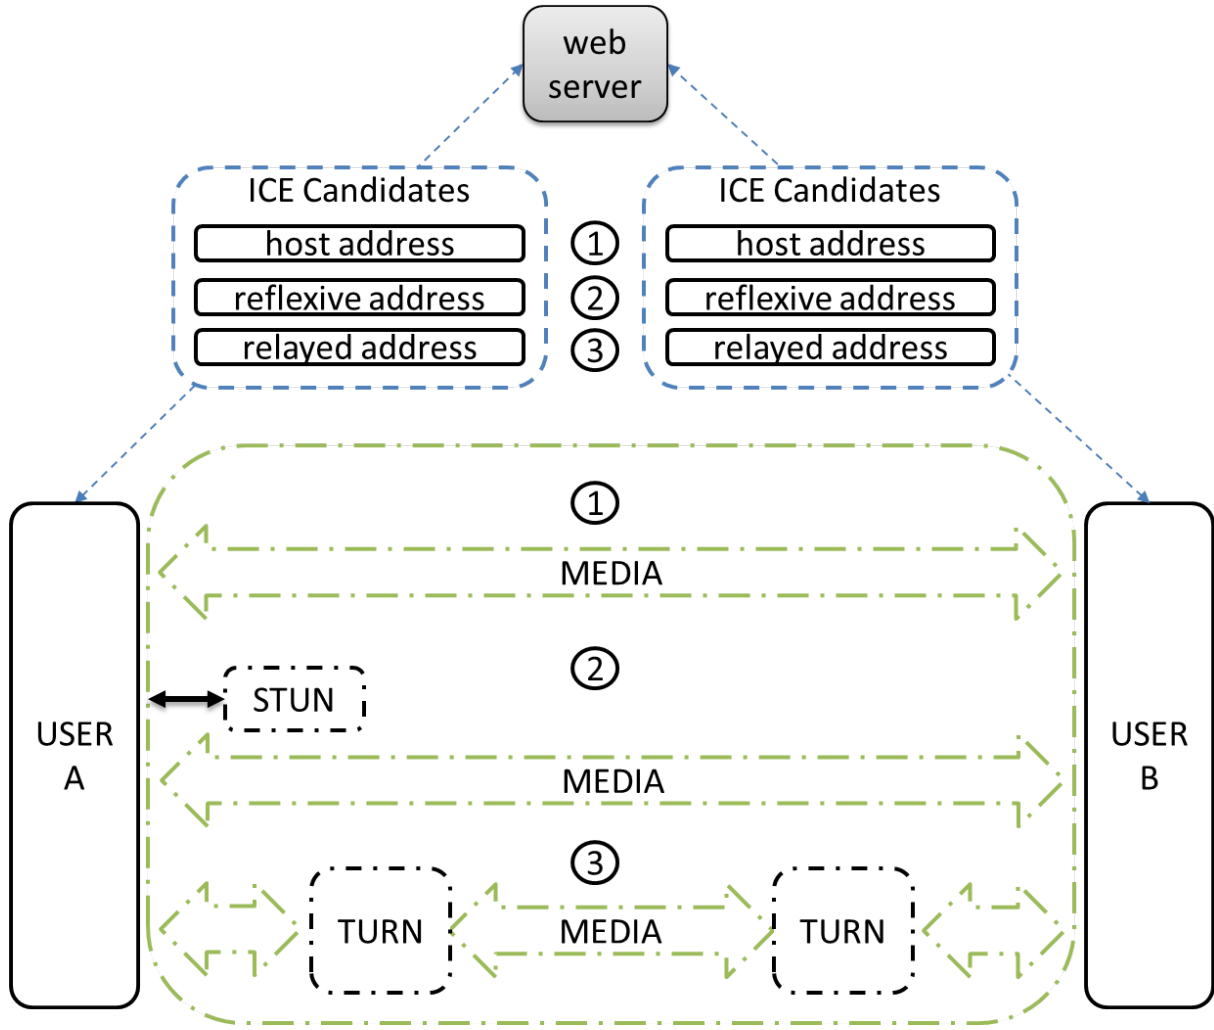 web
server
ICE Candidates
ICE Candidates
host address
1
host address
reflexive address
2
reflexive address
relayed address
3
relayed address
1
MEDIA
2
STUN
USER
A
USER
B
MEDIA
3
TURN
MEDIA
TURN